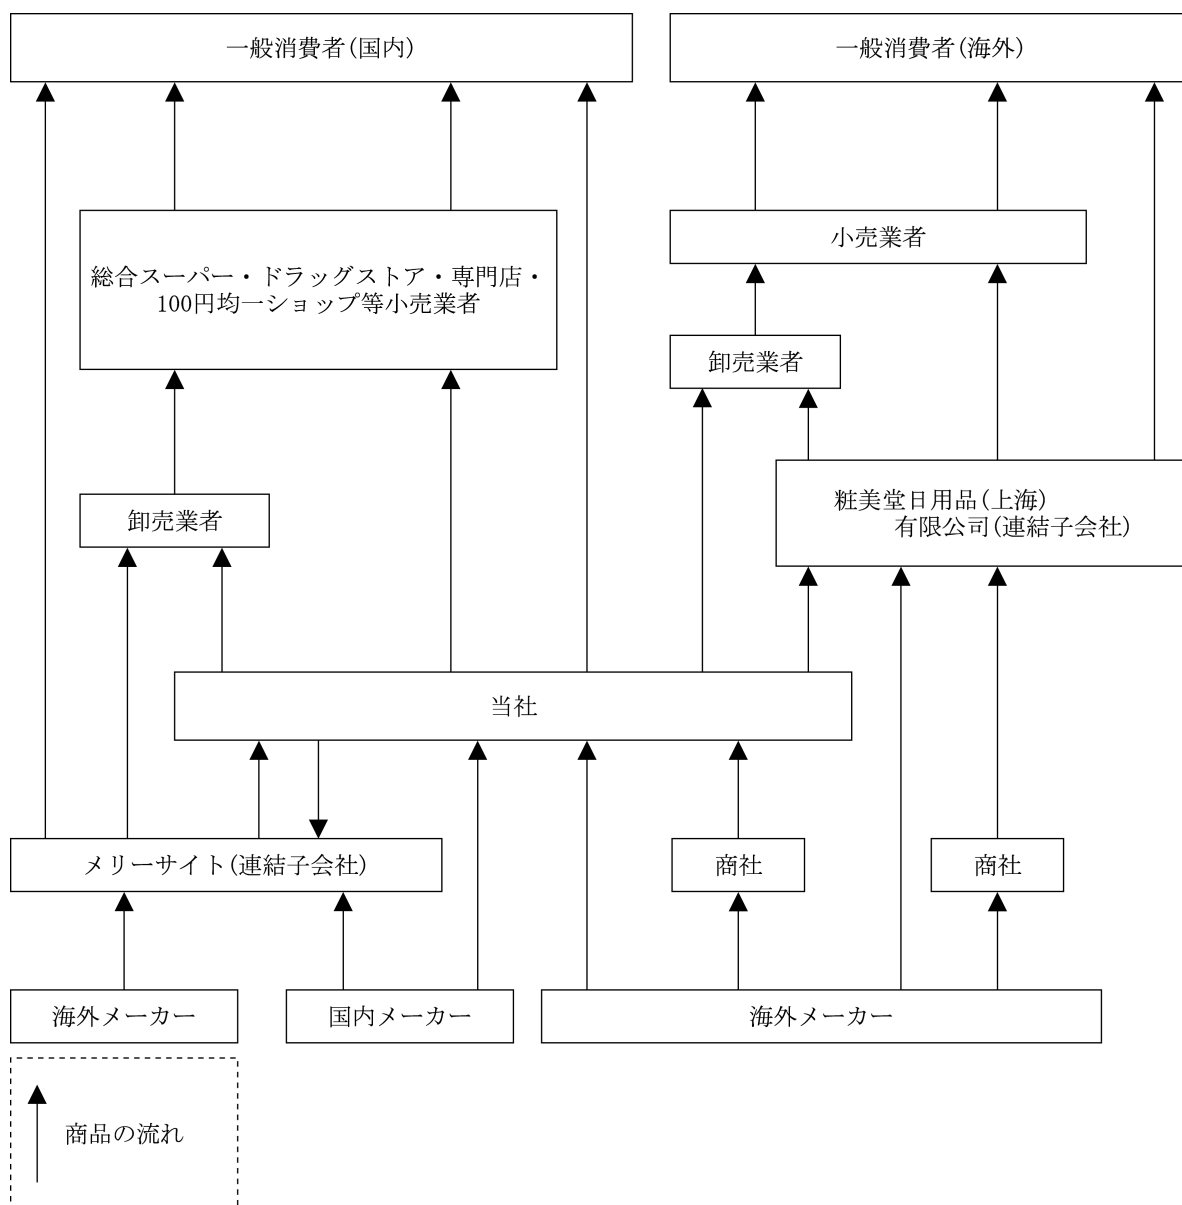 一般消費者(国内)
一般消費者(海外)
総合スーパー・ドラッグストア・専門店・
100円均一ショップ等小売業者
小売業者
卸売業者
卸売業者
粧美堂日用品(上海)
有限公司(連結子会社)
当社
メリーサイト(連結子会社)
商社
商社
海外メーカー
国内メーカー
海外メーカー
商品の流れ